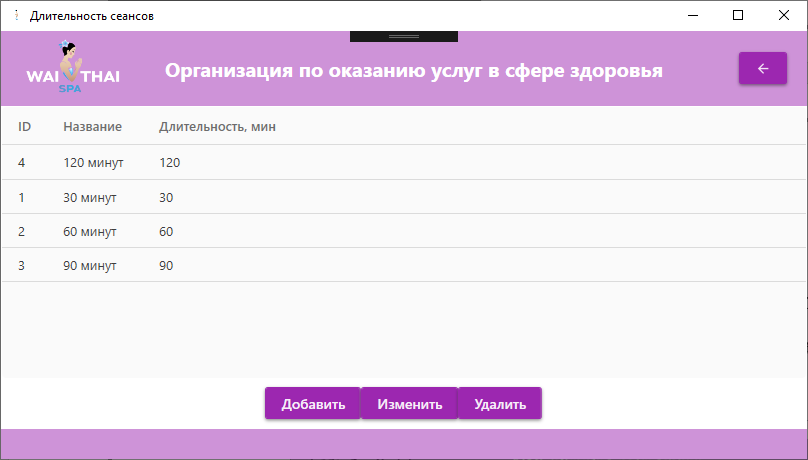 Длительность сеансов
WAI THAI
SPA
Организация по оказанию услуг в сфере здоровья
ID Название Длительность, мин
4 120 минут 120
1 30 минут 30
2 60 минут 60
3 90 минут 90
Добавить Изменить Удалить